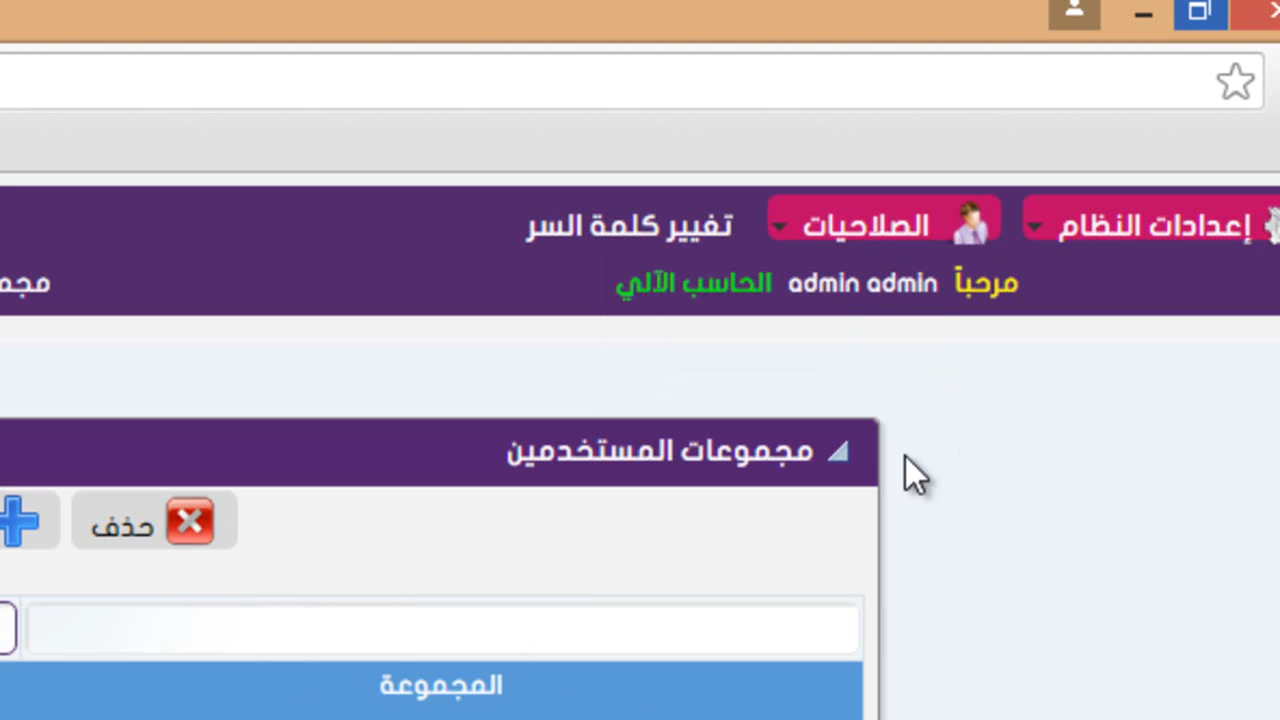 إعدادات النظام الصلاحيات تغيير كلمة السر
مرحباً admin admin الحاسب الآلي
مجموعات المستخدمين
حذف
المجموعة